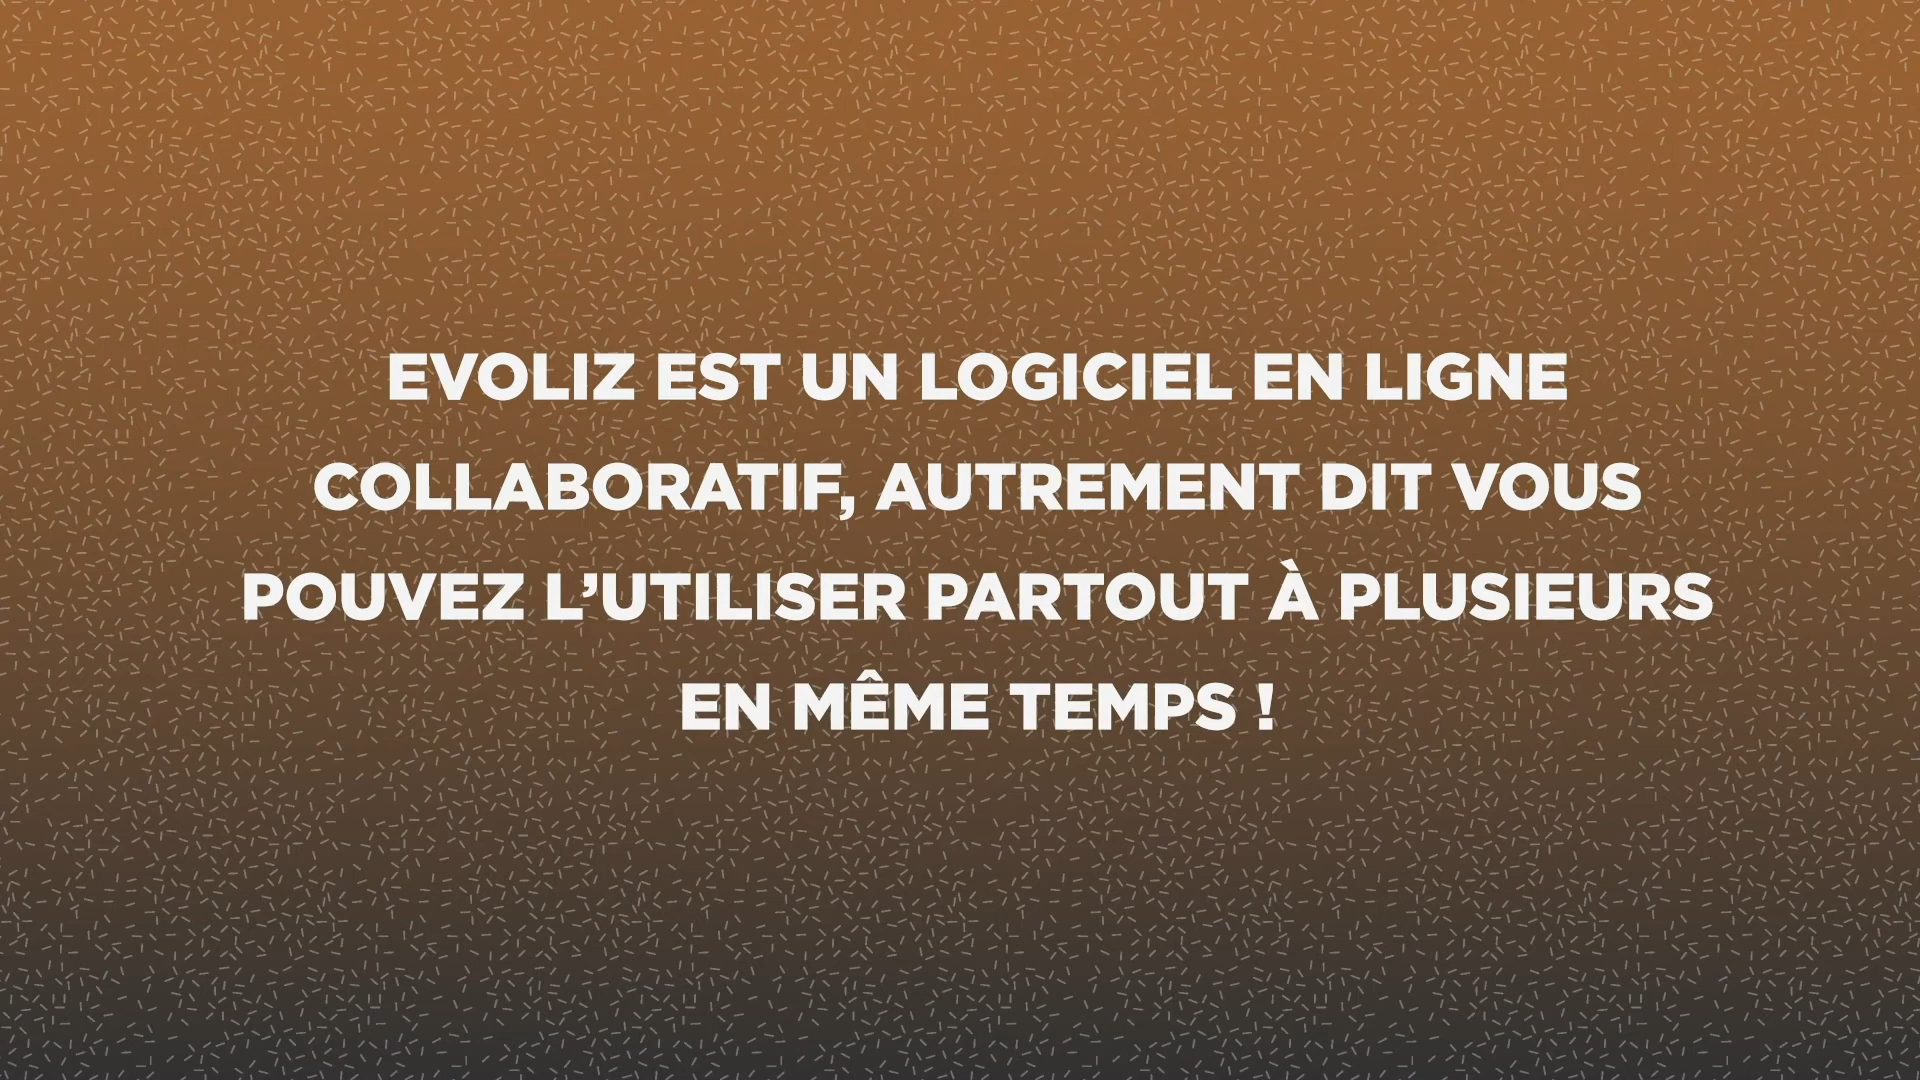 EVOLIZ EST UN LOGICIEL EN LIGNE
COLLABORATIF, AUTREMENT DIT VOUS
POUVEZ L’UTILISER PARTOUT À PLUSIEURS
EN MÊME TEMPS !